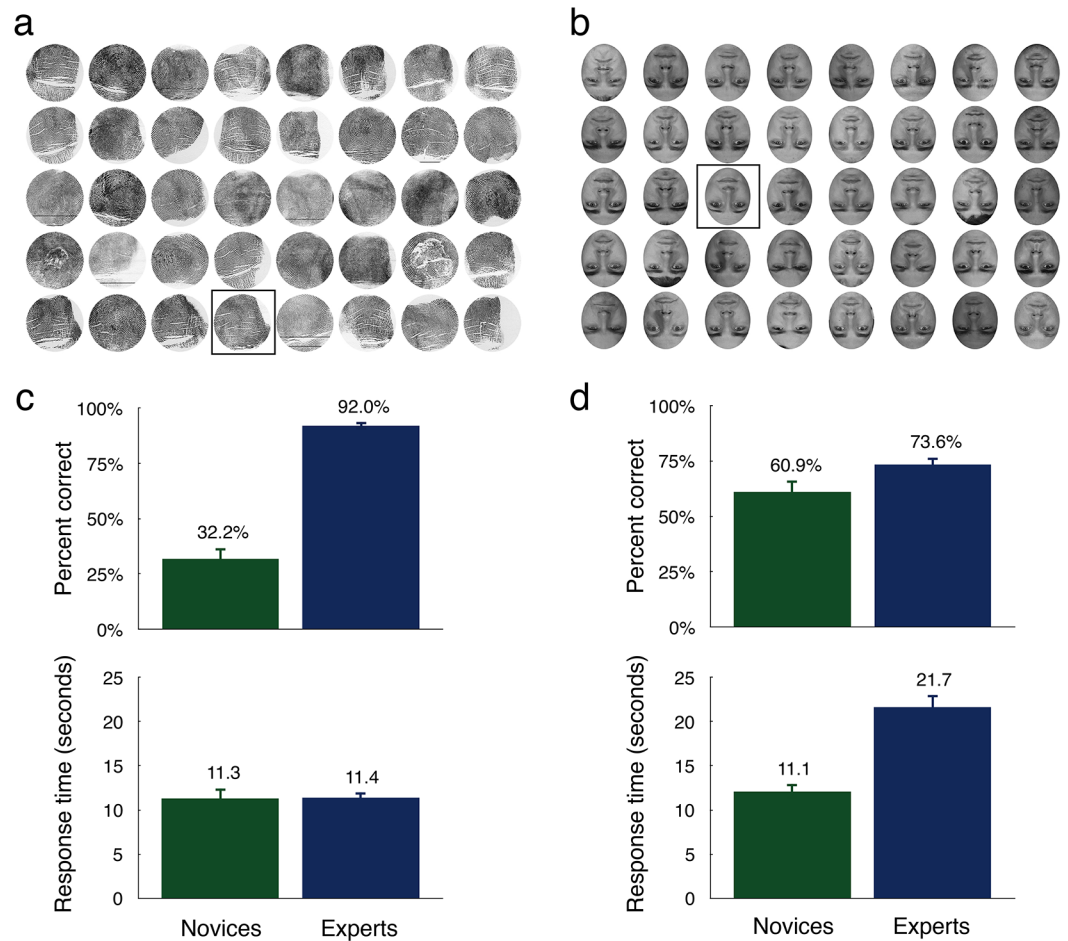 a
b
c
Percent correct
100%
75%
50%
25%
0%
32.2%
92.0%
Response time (seconds)
25
20
15
10
5
0
11.3
11.4
Novices
Experts
d
Percent correct
100%
75%
50%
25%
0%
60.9%
73.6%
Response time (seconds)
25
20
15
10
5
0
11.1
21.7
Novices
Experts